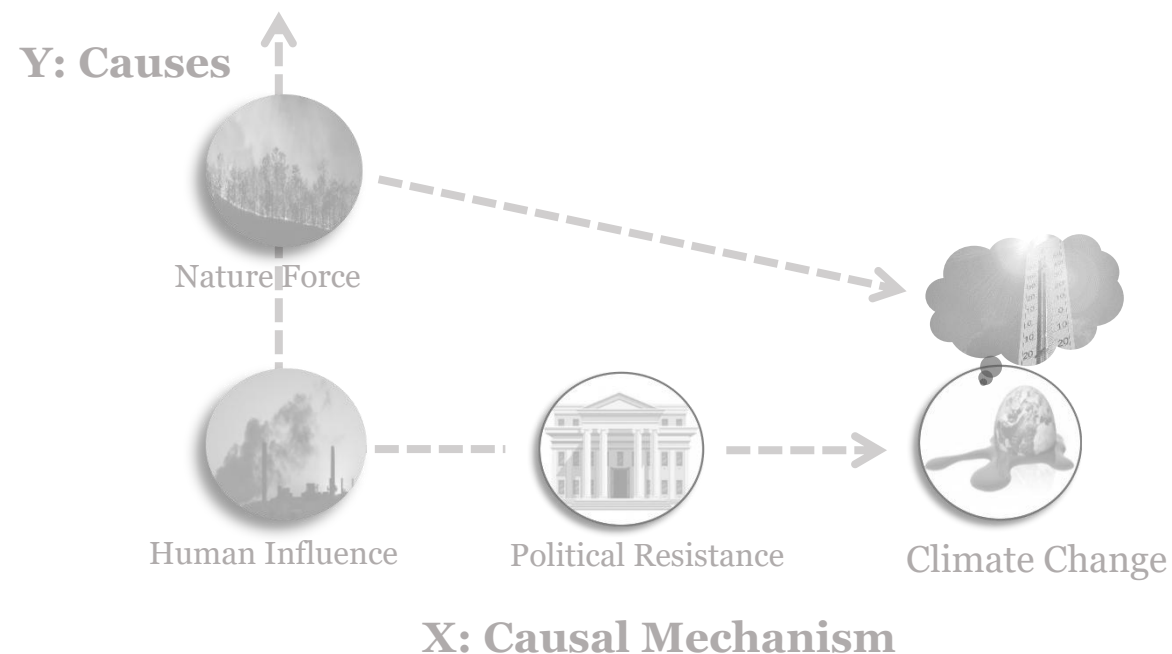 Y: Causes
Nature Force
Human Influence
Political Resistance
Climate Change
X: Causal Mechanism